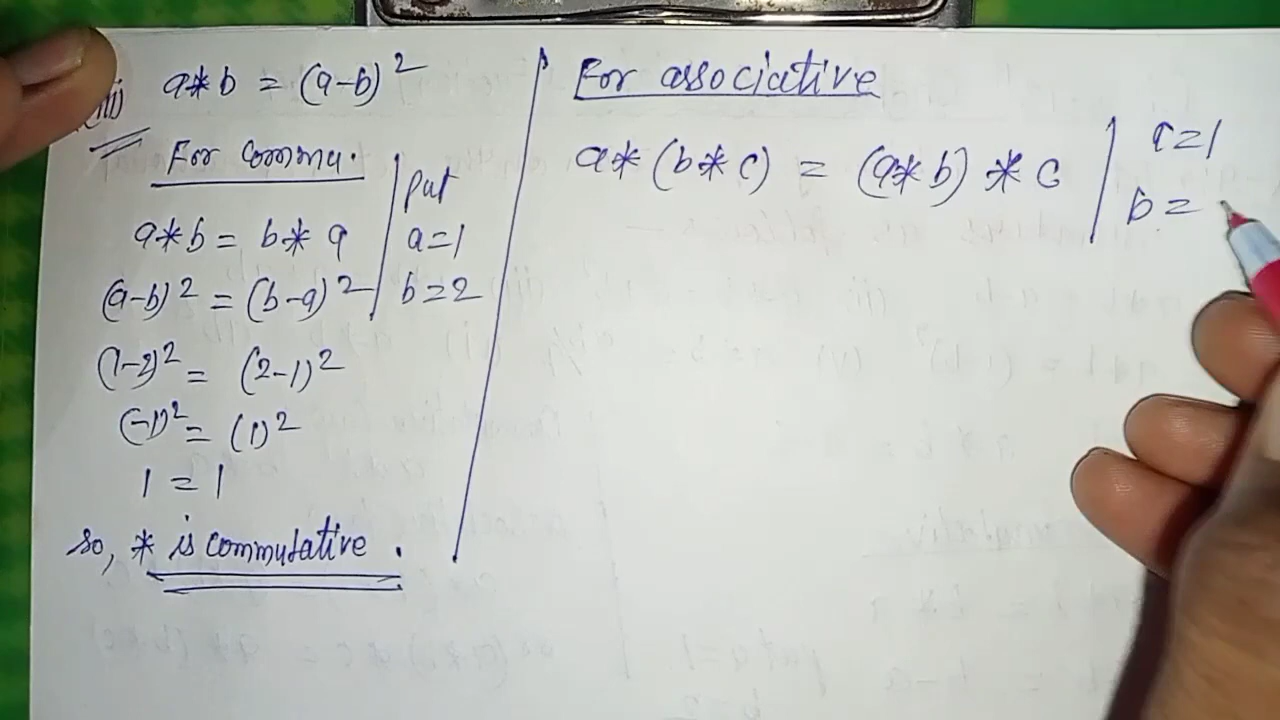 (iii) a*b = (a-b)²
For Comma.
a*b = b*a
(a-b)² = (b-a)²
(1-2)² = (2-1)²
(-1)² = (1)²
1 = 1
So, * is commutative.
put
a=1
b=2
For associative
a*(b*c) = (a*b)*c
a=1
b=